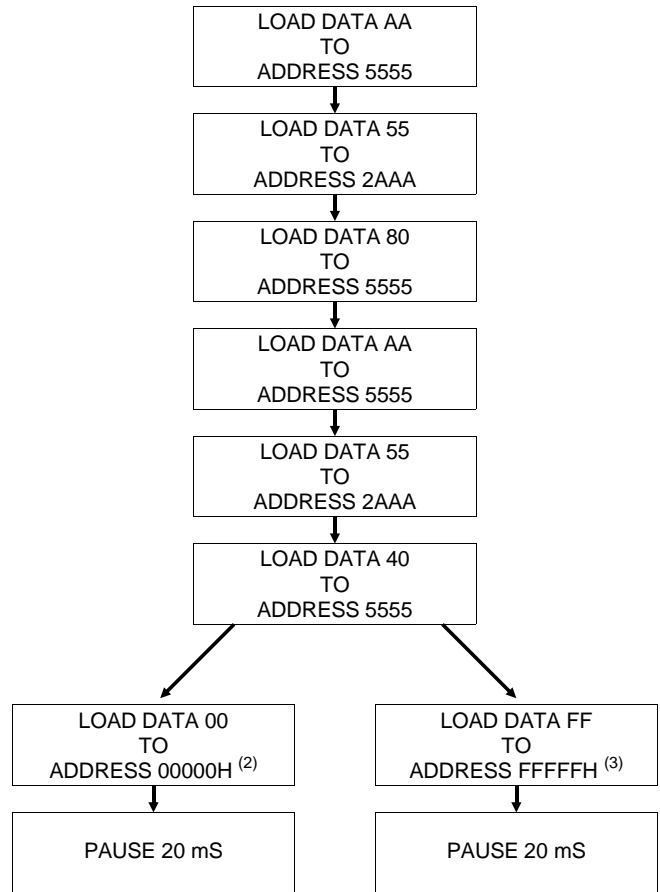 LOAD DATA AA
TO
ADDRESS 5555
LOAD DATA 55
TO
ADDRESS 2AAA
LOAD DATA 80
TO
ADDRESS 5555
LOAD DATA AA
TO
ADDRESS 5555
LOAD DATA 55
TO
ADDRESS 2AAA
LOAD DATA 40
TO
ADDRESS 5555
LOAD DATA 00
TO
ADDRESS 00000H (2)
PAUSE 20 mS
LOAD DATA FF
TO
ADDRESS FFFFFH (3)
PAUSE 20 mS